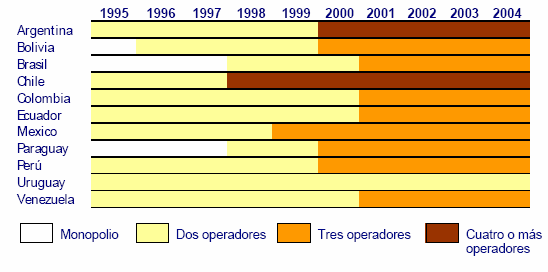 1995 1996 1997 1998 1999 2000 2001 2002 2003 2004
Argentina
Bolivia
Brasil
Chile
Colombia
Ecuador
Mexico
Paraguay
Perú
Uruguay
Venezuela
Monopolio Dos operadores Tres operadores Cuatro o más
operadores